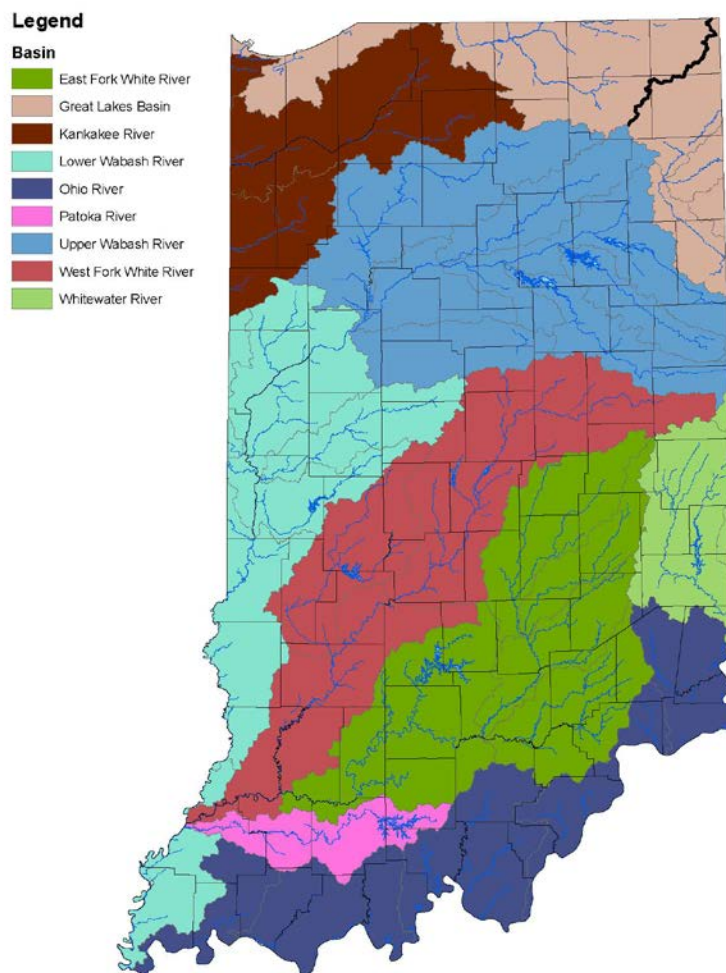 Legend
Basin
East Fork White River
Great Lakes Basin
Kankakee River
Lower Wabash River
Ohio River
Patoka River
Upper Wabash River
West Fork White River
Whitewater River